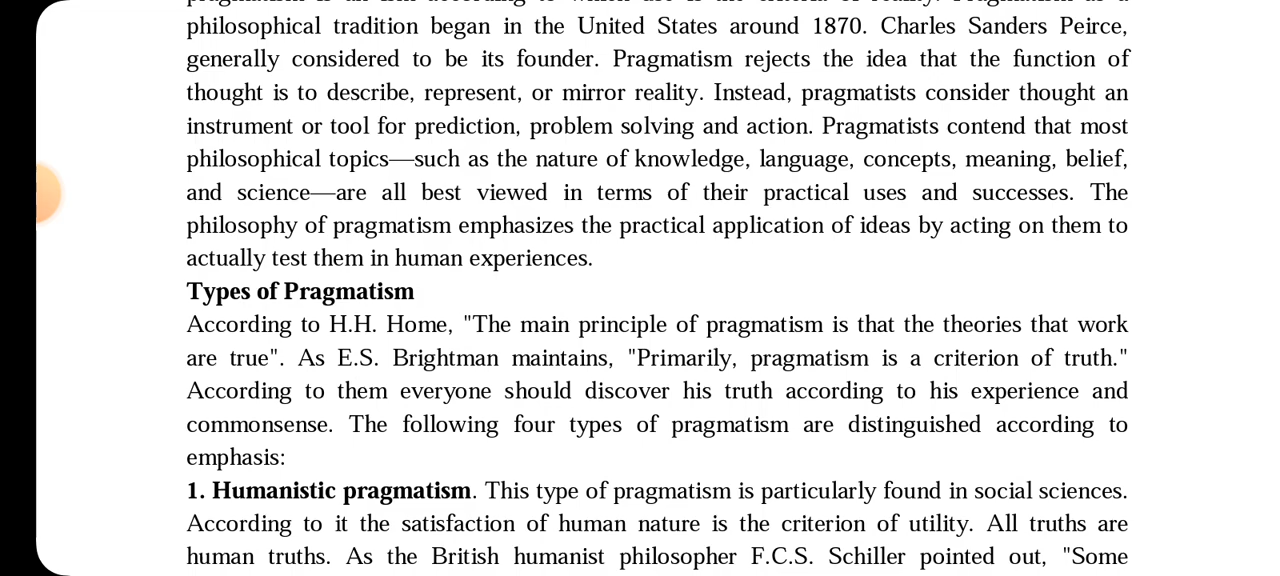 philosophical tradition began in the United States around 1870. Charles Sanders Peirce,
generally considered to be its founder. Pragmatism rejects the idea that the function of
thought is to describe, represent, or mirror reality. Instead, pragmatists consider thought an
instrument or tool for prediction, problem solving and action. Pragmatists contend that most
philosophical topics—such as the nature of knowledge, language, concepts, meaning, belief,
and science—are all best viewed in terms of their practical uses and successes. The
philosophy of pragmatism emphasizes the practical application of ideas by acting on them to
actually test them in human experiences.
Types of Pragmatism
According to H.H. Home, "The main principle of pragmatism is that the theories that work
are true". As E.S. Brightman maintains, "Primarily, pragmatism is a criterion of truth."
According to them everyone should discover his truth according to his experience and
commonsense. The following four types of pragmatism are distinguished according to
emphasis:
1. Humanistic pragmatism. This type of pragmatism is particularly found in social sciences.
According to it the satisfaction of human nature is the criterion of utility. All truths are
human truths. As the British humanist philosopher F.C.S. Schiller pointed out, "Some